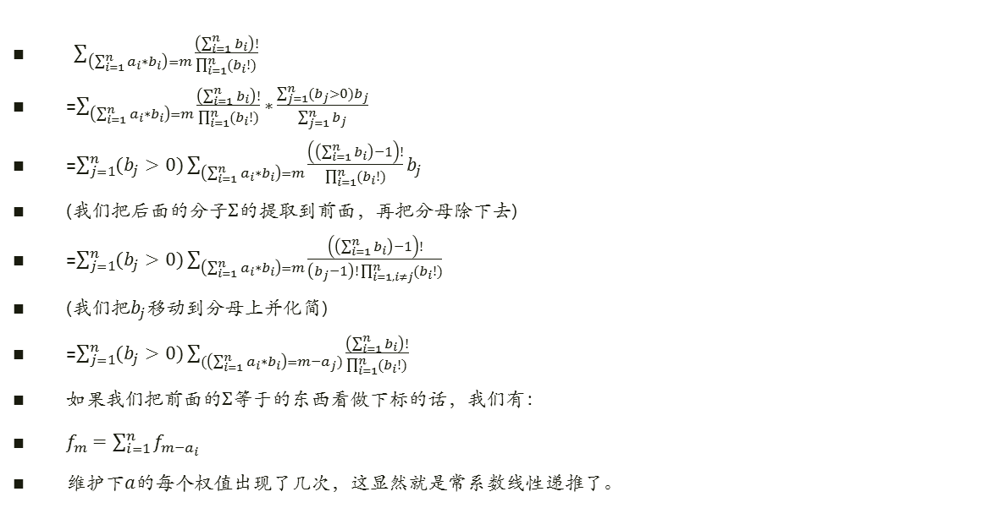 ■ $\sum_{(\sum_{i=1}^{n} a_i * b_i) = m} \frac{(\sum_{i=1}^{n} b_i)!}{\prod_{i=1}^{n} (b_i!)}$
■ $= \sum_{(\sum_{i=1}^{n} a_i * b_i) = m} \frac{(\sum_{i=1}^{n} b_i)!}{\prod_{i=1}^{n} (b_i!)} * \frac{\sum_{j=1}^{n} (b_j > 0) b_j}{\sum_{j=1}^{n} b_j}$
■ $= \sum_{j=1}^{n} (b_j > 0) \sum_{(\sum_{i=1}^{n} a_i * b_i) = m} \frac{((\sum_{i=1}^{n} b_i) - 1)!}{\prod_{i=1}^{n} (b_i!)} b_j$
■ (我们把后面的分子Σ的提取到前面，再把分母除下去)
■ $= \sum_{j=1}^{n} (b_j > 0) \sum_{(\sum_{i=1}^{n} a_i * b_i) = m} \frac{((\sum_{i=1}^{n} b_i) - 1)!}{(b_j - 1)! \prod_{i=1, i \neq j}^{n} (b_i!)}$
■ (我们把$b_j$移动到分母上并化简)
■ $= \sum_{j=1}^{n} (b_j > 0) \sum_{((\sum_{i=1}^{n} a_i * b_i) = m - a_j)} \frac{(\sum_{i=1}^{n} b_i)!}{\prod_{i=1}^{n} (b_i!)}$
■ 如果我们把前面的Σ等于的东西看做下标的话，我们有：
■ $f_m = \sum_{i=1}^{n} f_{m - a_i}$
■ 维护下$a$的每个权值出现了几次，这显然就是常系数线性递推了。